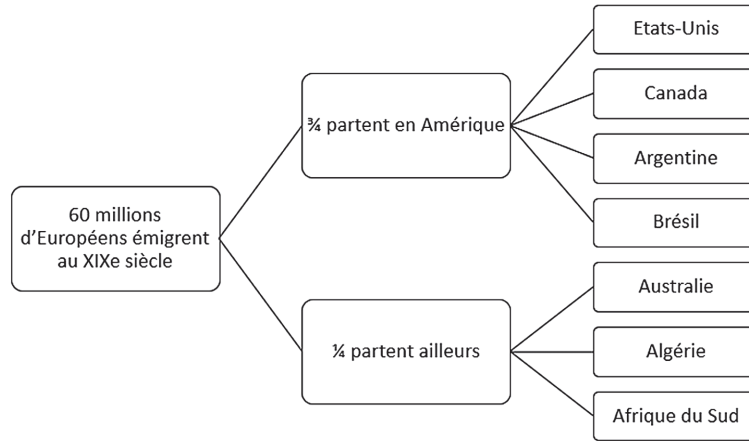 60 millions
d’Européens émigrent
au XIXe siècle
¾ partent en Amérique
Etats-Unis
Canada
Argentine
Brésil
¼ partent ailleurs
Australie
Algérie
Afrique du Sud